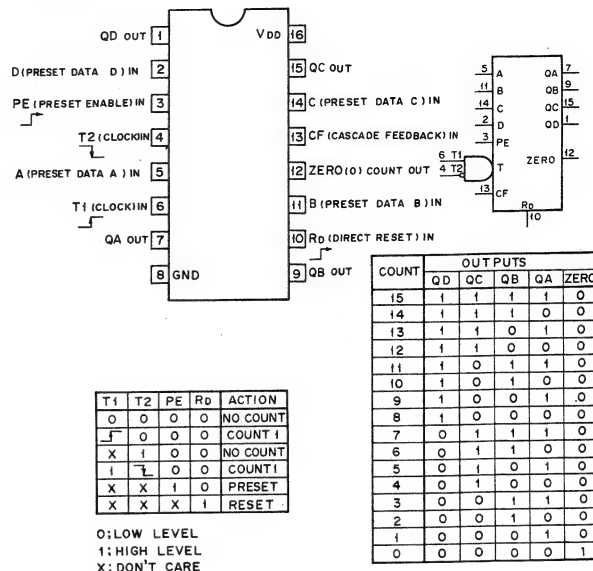 QD OUT 1
D(PRESET DATA D)IN 2
PE(PRESET ENABLE)IN 3
T2(CLOCK)IN 4
A(PRESET DATA A)IN 5
T1(CLOCK)IN 6
QA OUT 7
8 GND
VDD 16
15 QC OUT
14 C(PRESET DATA C)IN
13 CF(CASCADE FEEDBACK)IN
12 ZERO(0) COUNT OUT
11 B(PRESET DATA B)IN
10 RD(DIRECT RESET)IN
9 QB OUT
5 A QA 7
11 B QB 9
14 C QC 15
2 D QD 1
3 PE
6 T1
4 T2
T ZERO 12
13 CF
RD
10
COUNT OUTPUTS
QD QC QB QA ZERO
15 1 1 1 1 0
14 1 1 1 0 0
13 1 1 0 1 0
12 1 1 0 0 0
11 1 0 1 1 0
10 1 0 1 0 0
9 1 0 0 1 0
8 1 0 0 0 0
7 0 1 1 1 0
6 0 1 1 0 0
5 0 1 0 1 0
4 0 1 0 0 0
3 0 0 1 1 0
2 0 0 1 0 0
1 0 0 0 1 0
0 0 0 0 0 1
T1 T2 PE RD ACTION
0 0 0 0 NO COUNT
0 0 0 COUNT 1
X 1 0 0 NO COUNT
1 0 0 COUNT1
X X 1 0 PRESET
X X X 1 RESET
0;LOW LEVEL
1;HIGH LEVEL
X;DON'T CARE